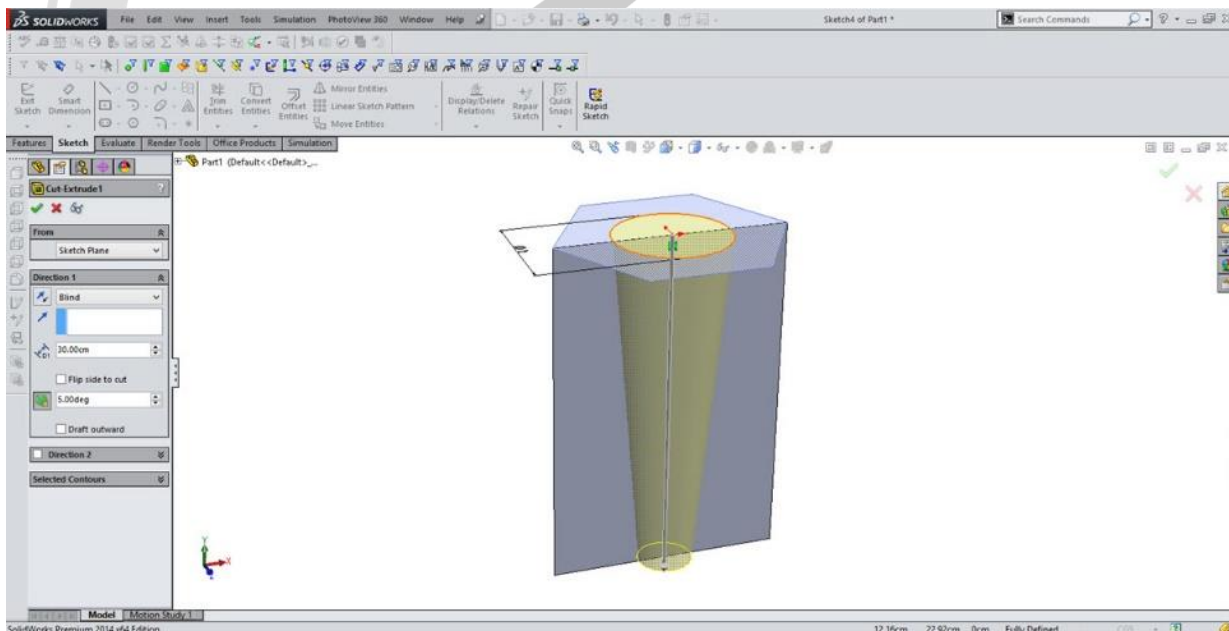 SOLIDWORKS File Edit View Insert Tools Simulation PhotoView 360 Window Help Sketch4 of Part1 * Search Commands
Exit Sketch
Smart Dimension
Trim Entities
Convert Entities
Offset Entities
Mirror Entities
Linear Sketch Pattern
Move Entities
Display/Delete Relations
Repair Sketch
Quick Snaps
Rapid Sketch
Features Sketch Evaluate Render Tools Office Products Simulation
Part1 (Default<<Default>_...
Cut-Extrude1 ?
From
Sketch Plane
Direction 1
Blind
30.00cm
Flip side to cut
5.00deg
Draft outward
Direction 2
Selected Contours
Y
X
Model Motion Study 1
SolidWorks Premium 2014 x64 Edition 12.16cm 22.92cm 0cm Fully Defined